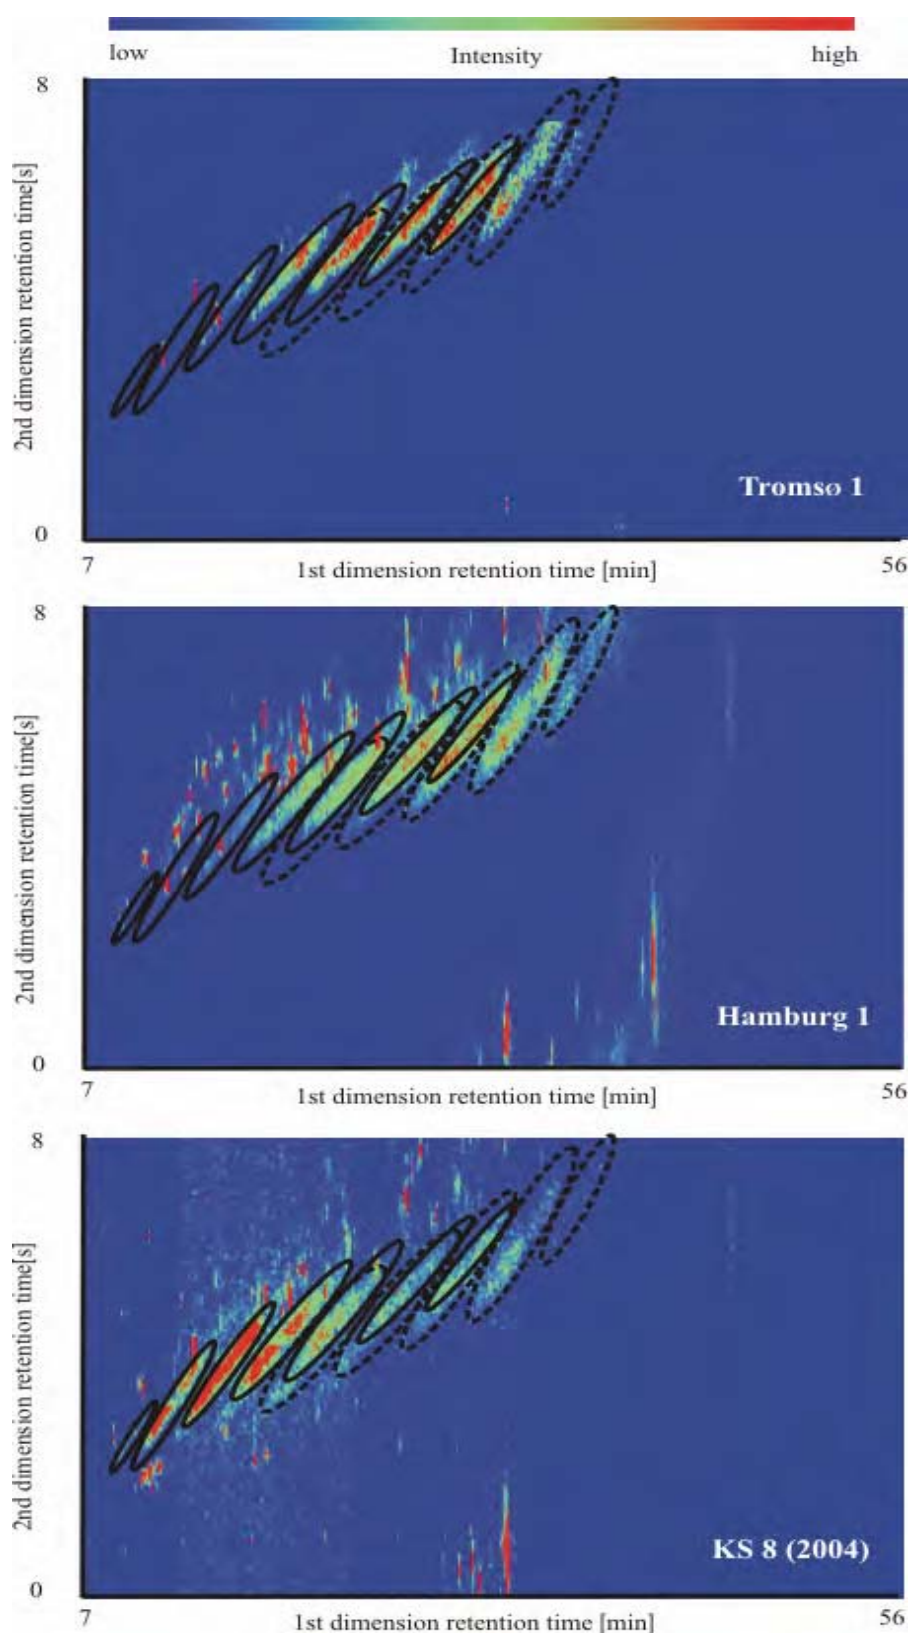 low Intensity high
8
2nd dimension retention time[s]
Tromsø 1
0
7 1st dimension retention time [min] 56
8
2nd dimension retention time[s]
Hamburg 1
0
7 1st dimension retention time [min] 56
8
2nd dimension retention time[s]
KS 8 (2004)
0
7 1st dimension retention time [min] 56